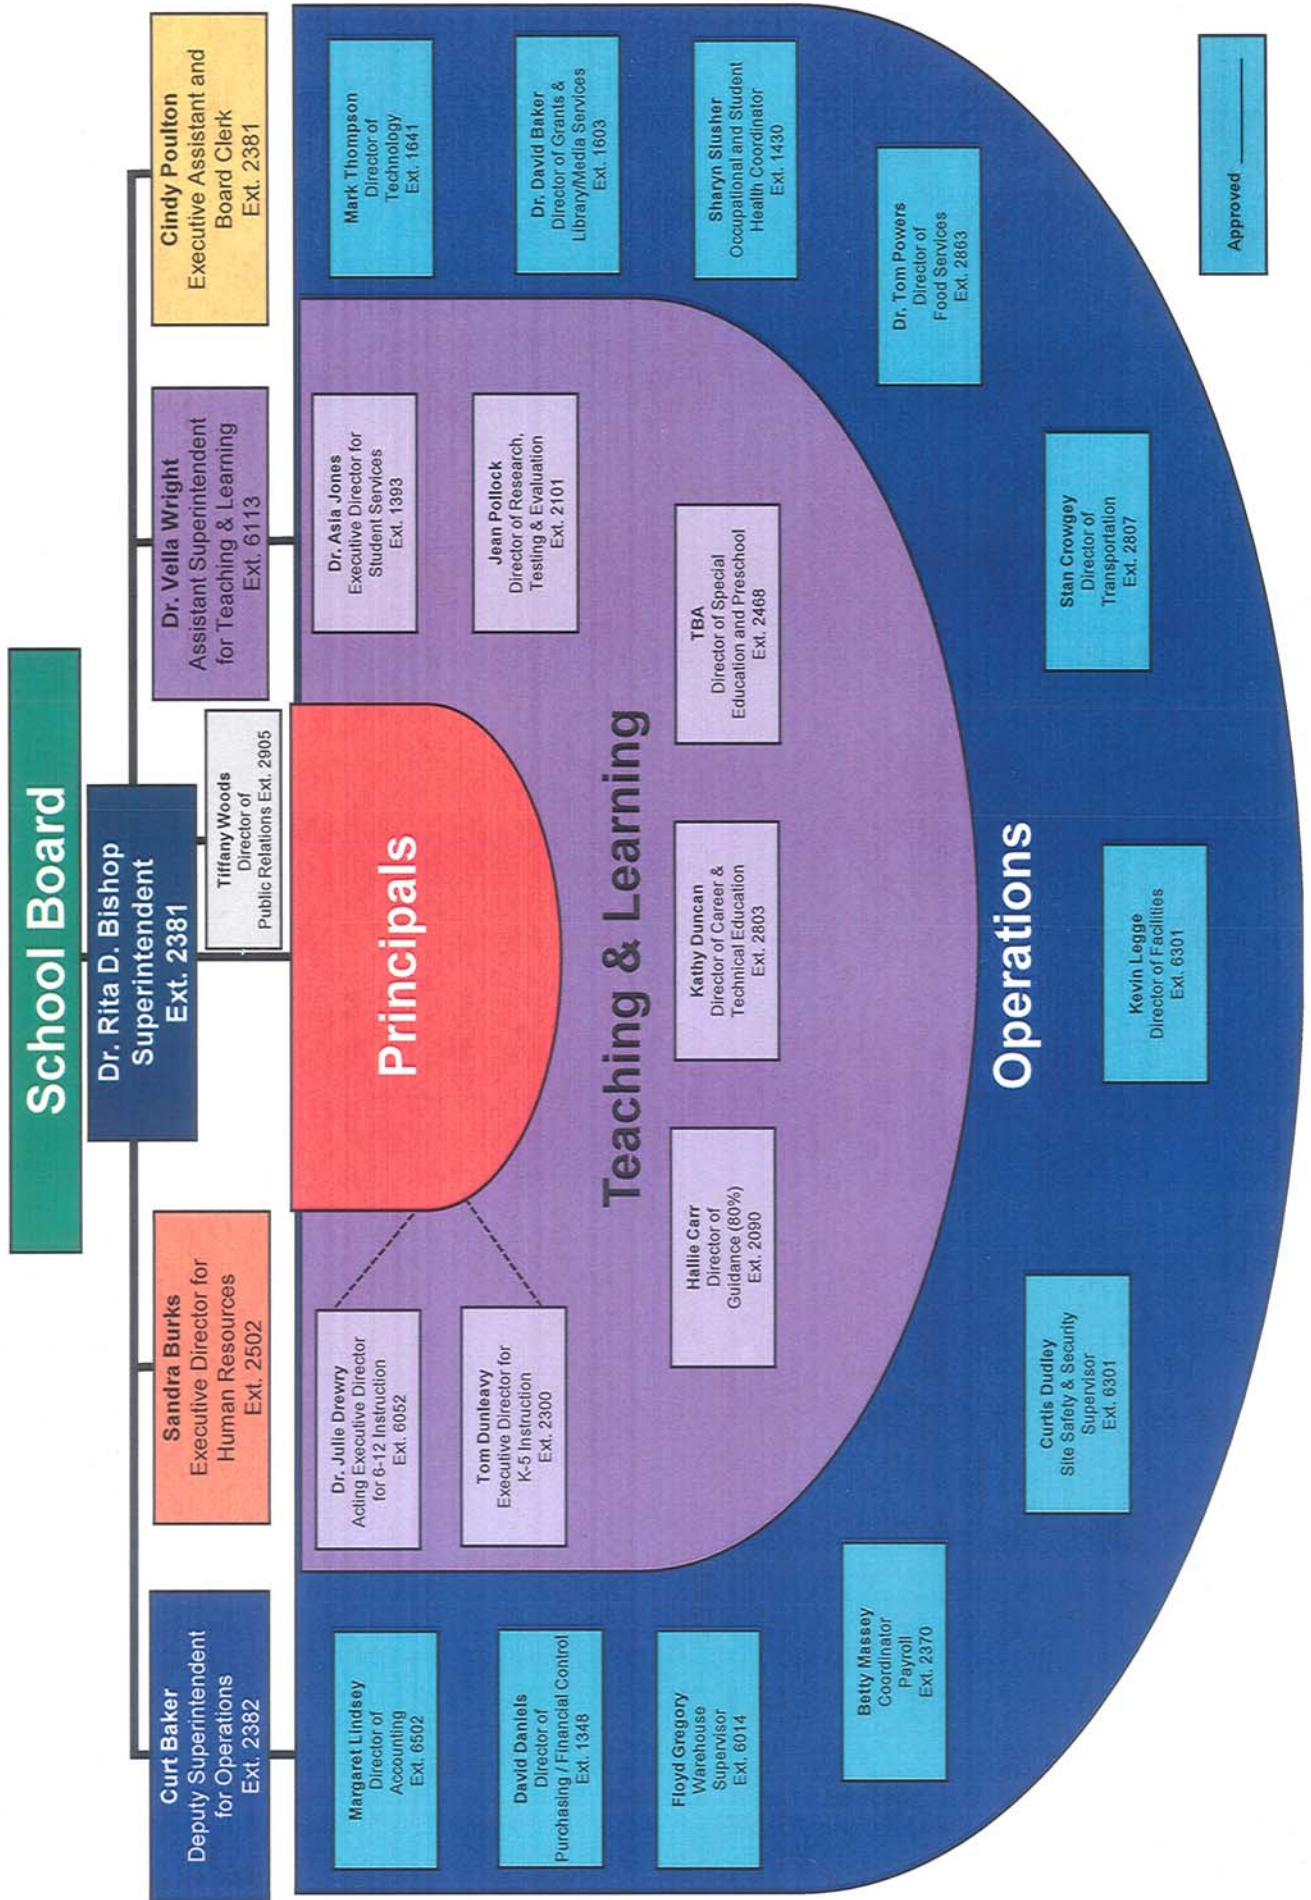 School Board
Dr. Rita D. Bishop
Superintendent
Ext. 2381
Tiffany Woods
Director of
Public Relations Ext. 2905
Curt Baker
Deputy Superintendent
for Operations
Ext. 2382
Sandra Burks
Executive Director for
Human Resources
Ext. 2502
Dr. Vella Wright
Assistant Superintendent
for Teaching & Learning
Ext. 6113
Cindy Poulton
Executive Assistant and
Board Clerk
Ext. 2381
Principals
Teaching & Learning
Dr. Julie Drewry
Acting Executive Director
for 6-12 Instruction
Ext. 6052
Tom Dunleavy
Executive Director for
K-5 Instruction
Ext. 2300
Hallie Carr
Director of
Guidance (80%)
Ext. 2090
Kathy Duncan
Director of Career &
Technical Education
Ext. 2803
TBA
Director of Special
Education and Preschool
Ext. 2468
Dr. Asia Jones
Executive Director for
Student Services
Ext. 1393
Jean Pollock
Director of Research,
Testing & Evaluation
Ext. 2101
Operations
Margaret Lindsey
Director of
Accounting
Ext. 6502
David Daniels
Director of
Purchasing / Financial Control
Ext. 1348
Floyd Gregory
Warehouse
Supervisor
Ext. 6014
Betty Massey
Coordinator
Payroll
Ext. 2370
Curtis Dudley
Site Safety & Security
Supervisor
Ext. 6301
Kevin Legge
Director of Facilities
Ext. 6301
Stan Crowgey
Director of
Transportation
Ext. 2807
Dr. Tom Powers
Director of
Food Services
Ext. 2863
Sharyn Slusher
Occupational and Student
Health Coordinator
Ext. 1430
Dr. David Baker
Director of Grants &
Library/Media Services
Ext. 1603
Mark Thompson
Director of
Technology
Ext. 1641
Approved ________